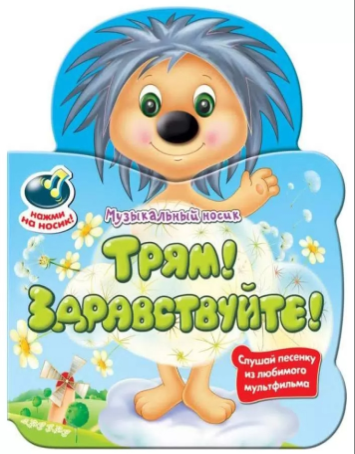 Музыкальный носик
нажми
на носик!
Трям!
Здравствуйте!
Слушай песенку
из любимого
мультфильма